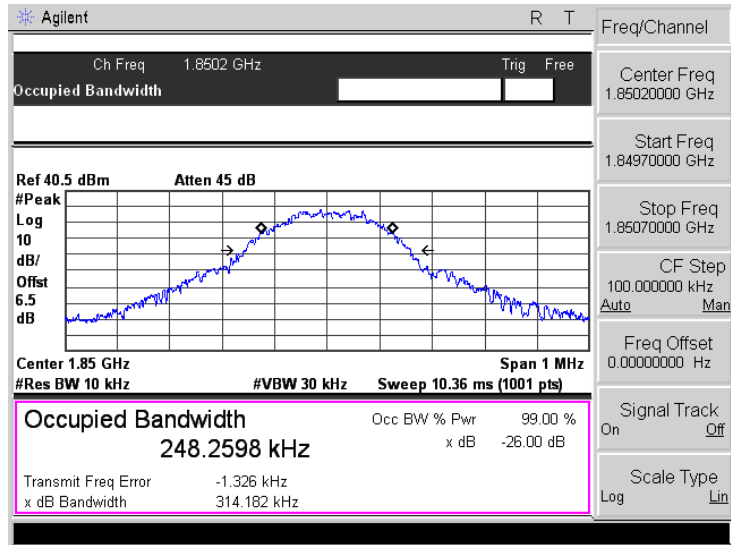 Agilent R T
Freq/Channel
Ch Freq 1.8502 GHz Trig Free
Occupied Bandwidth
Center Freq
1.85020000 GHz
Start Freq
1.84970000 GHz
Stop Freq
1.85070000 GHz
CF Step
100.000000 kHz
Auto Man
Freq Offset
0.00000000 Hz
Signal Track
On Off
Scale Type
Log Lin
Ref 40.5 dBm Atten 45 dB
#Peak
Log
10
dB/
Offst
6.5
dB
Center 1.85 GHz Span 1 MHz
#Res BW 10 kHz #VBW 30 kHz Sweep 10.36 ms (1001 pts)
Occupied Bandwidth
248.2598 kHz
Occ BW % Pwr 99.00 %
x dB -26.00 dB
Transmit Freq Error -1.326 kHz
x dB Bandwidth 314.182 kHz